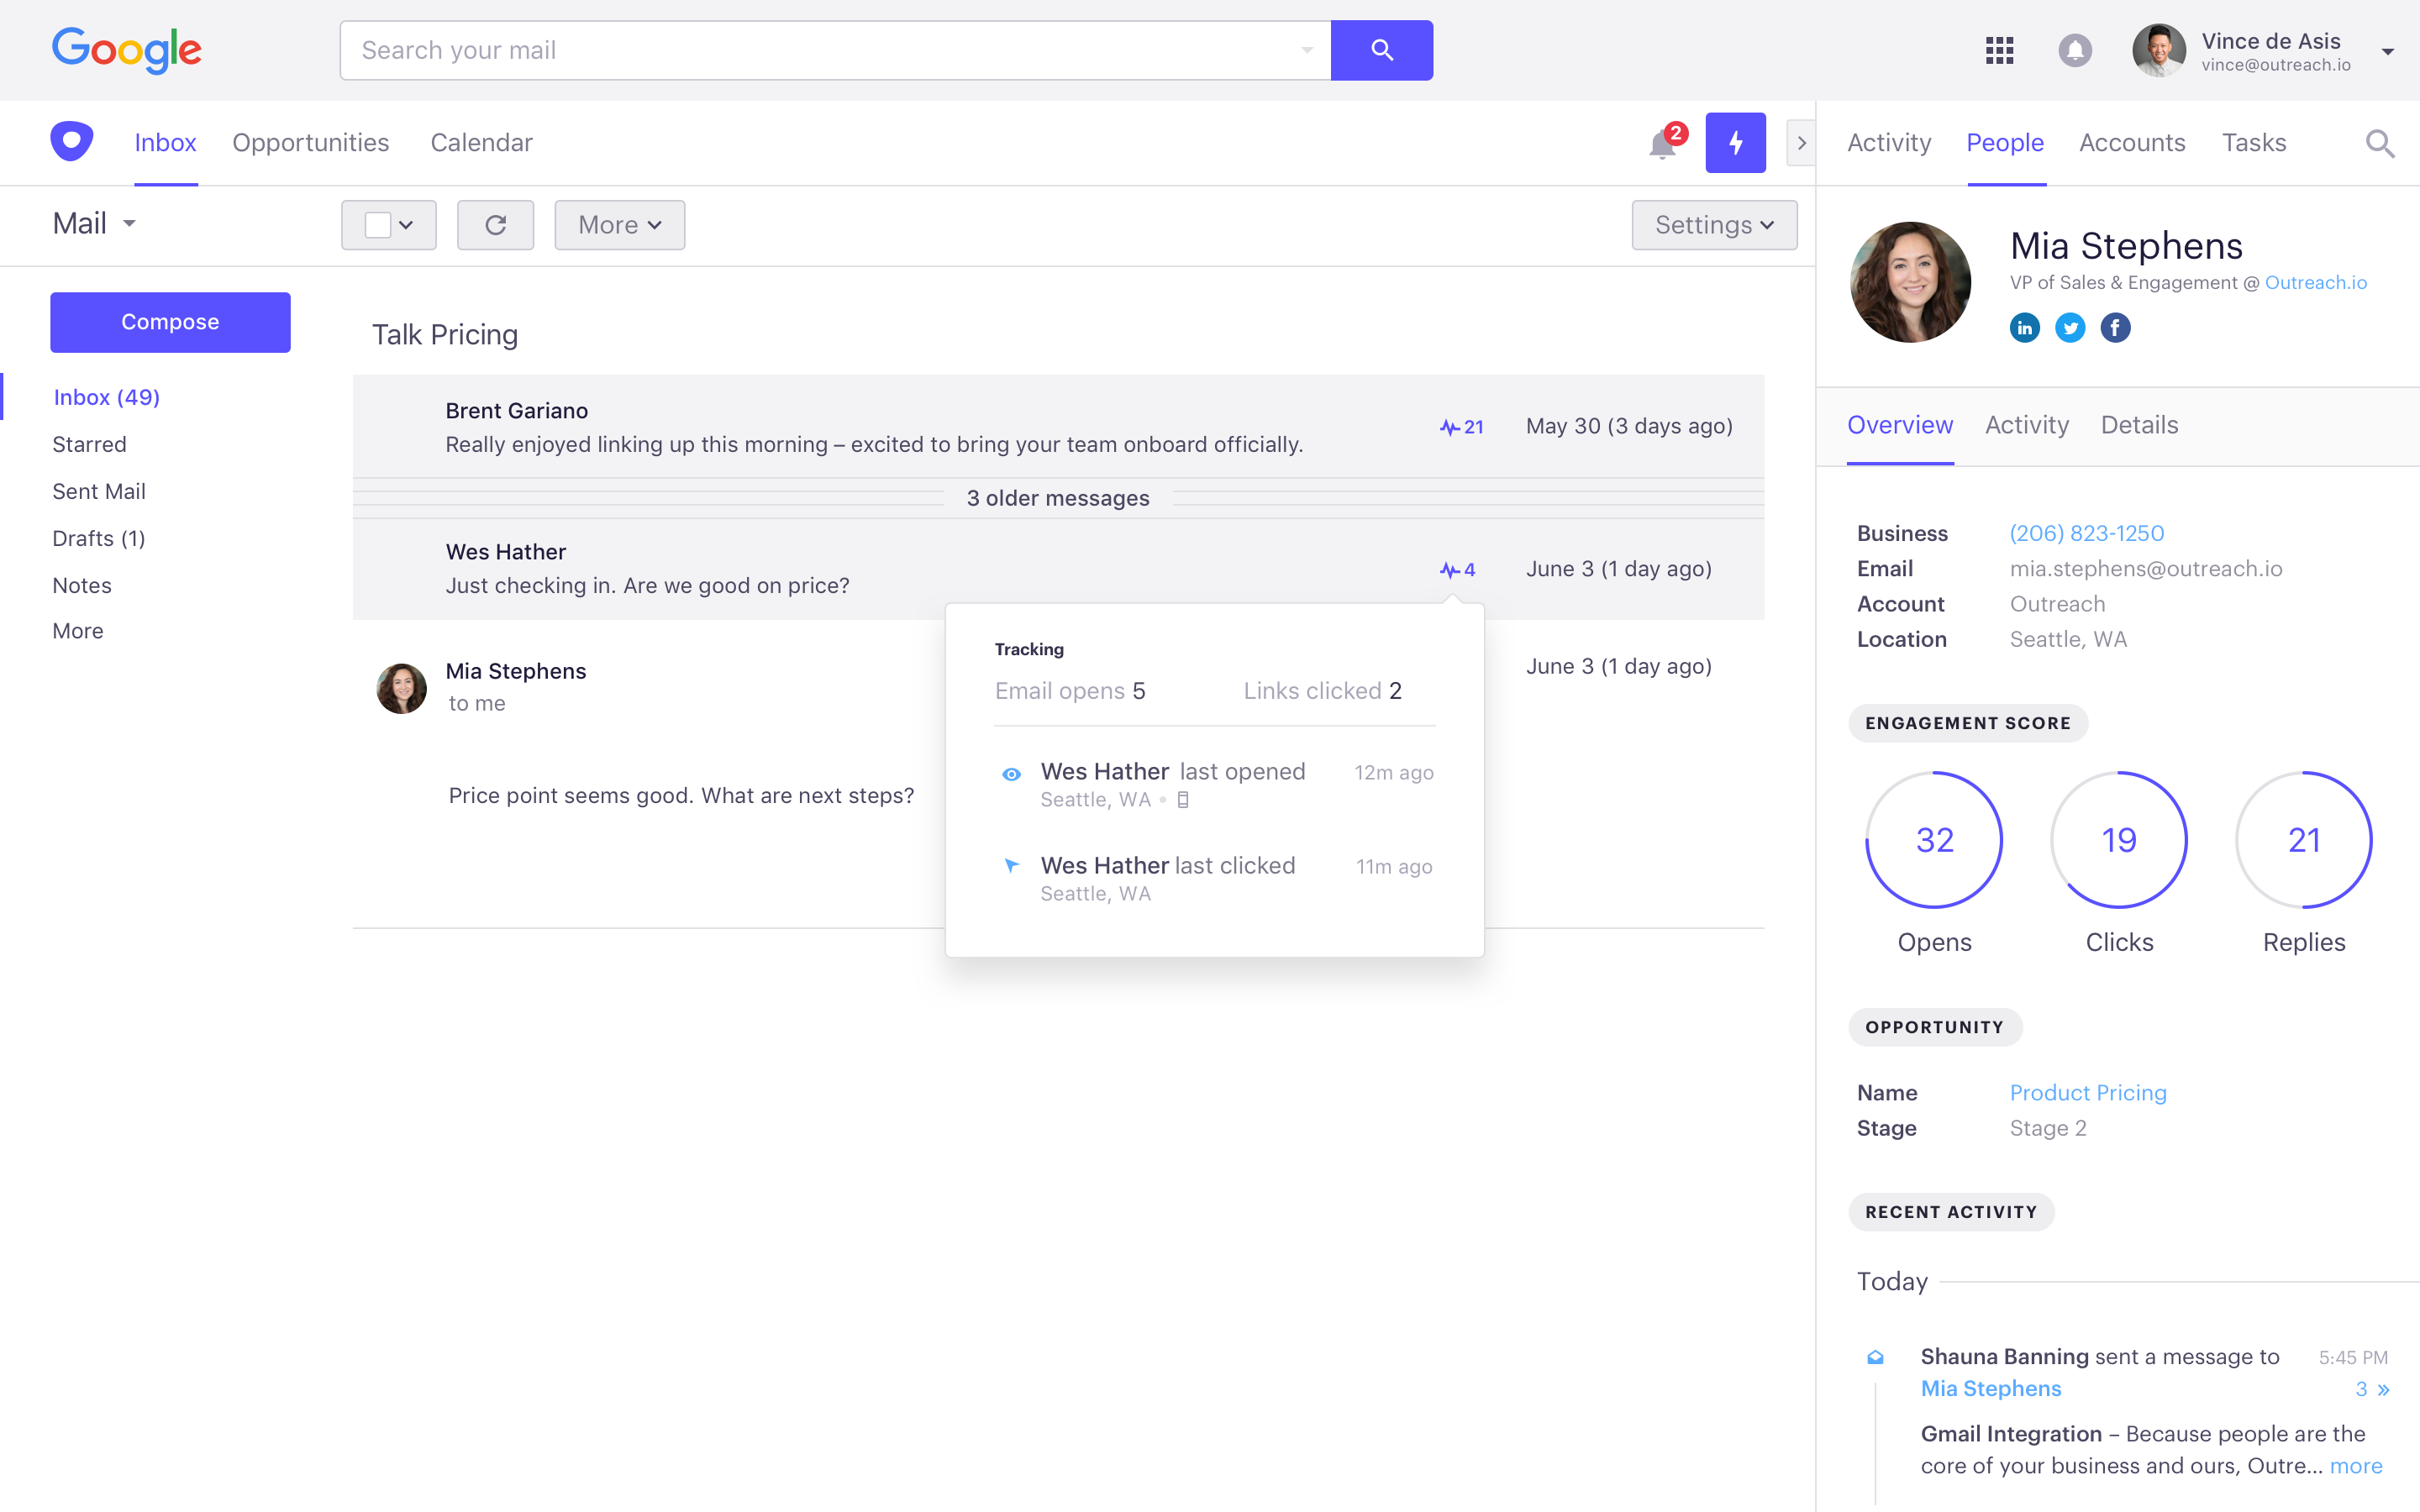 Google
Search your mail
Vince de Asis
vince@outreach.io
Inbox Opportunities Calendar
2
Activity People Accounts Tasks
Mail
More
Settings
Compose
Inbox (49)
Starred
Sent Mail
Drafts (1)
Notes
More
Talk Pricing
Brent Gariano
Really enjoyed linking up this morning – excited to bring your team onboard officially.
21
May 30 (3 days ago)
3 older messages
Wes Hather
Just checking in. Are we good on price?
4
June 3 (1 day ago)
Mia Stephens
to me
June 3 (1 day ago)
Price point seems good. What are next steps?
Tracking
Email opens 5 Links clicked 2
Wes Hather last opened 12m ago
Seattle, WA
Wes Hather last clicked 11m ago
Seattle, WA
Mia Stephens
VP of Sales & Engagement @ Outreach.io
in
f
Overview Activity Details
Business (206) 823-1250
Email mia.stephens@outreach.io
Account Outreach
Location Seattle, WA
ENGAGEMENT SCORE
32 19 21
Opens Clicks Replies
OPPORTUNITY
Name Product Pricing
Stage Stage 2
RECENT ACTIVITY
Today
Shauna Banning sent a message to 5:45 PM
Mia Stephens 3 »
Gmail Integration – Because people are the
core of your business and ours, Outre... more